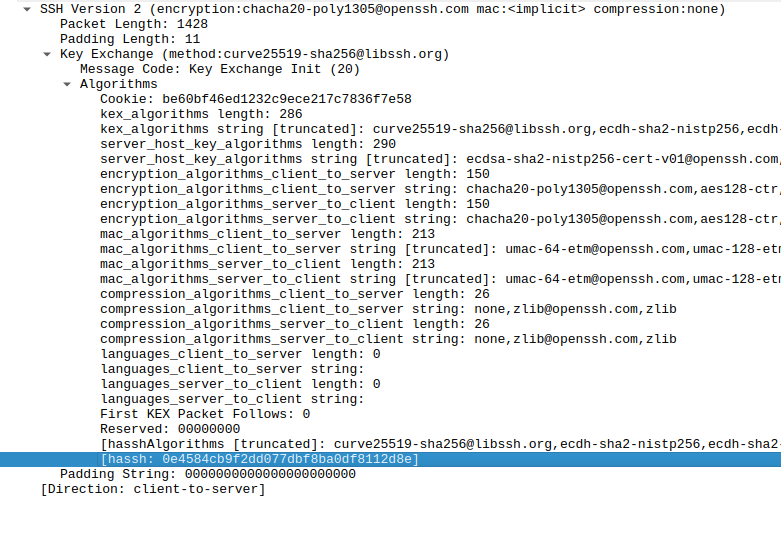 SSH Version 2 (encryption:chacha20-poly1305@openssh.com mac:<implicit> compression:none)
Packet Length: 1428
Padding Length: 11
Key Exchange (method:curve25519-sha256@libssh.org)
Message Code: Key Exchange Init (20)
Algorithms
Cookie: be60bf46ed1232c9ece217c7836f7e58
kex_algorithms length: 286
kex_algorithms string [truncated]: curve25519-sha256@libssh.org,ecdh-sha2-nistp256,ecdh-
server_host_key_algorithms length: 290
server_host_key_algorithms string [truncated]: ecdsa-sha2-nistp256-cert-v01@openssh.com,
encryption_algorithms_client_to_server length: 150
encryption_algorithms_client_to_server string: chacha20-poly1305@openssh.com,aes128-ctr,
encryption_algorithms_server_to_client length: 150
encryption_algorithms_server_to_client string: chacha20-poly1305@openssh.com,aes128-ctr,
mac_algorithms_client_to_server length: 213
mac_algorithms_client_to_server string [truncated]: umac-64-etm@openssh.com,umac-128-etm
mac_algorithms_server_to_client length: 213
mac_algorithms_server_to_client string [truncated]: umac-64-etm@openssh.com,umac-128-etm
compression_algorithms_client_to_server length: 26
compression_algorithms_client_to_server string: none,zlib@openssh.com,zlib
compression_algorithms_server_to_client length: 26
compression_algorithms_server_to_client string: none,zlib@openssh.com,zlib
languages_client_to_server length: 0
languages_client_to_server string:
languages_server_to_client length: 0
languages_server_to_client string:
First KEX Packet Follows: 0
Reserved: 00000000
[hasshAlgorithms [truncated]: curve25519-sha256@libssh.org,ecdh-sha2-nistp256,ecdh-sha2-
[hassh: 0e4584cb9f2dd077dbf8ba0df8112d8e]
Padding String: 0000000000000000000000
[Direction: client-to-server]